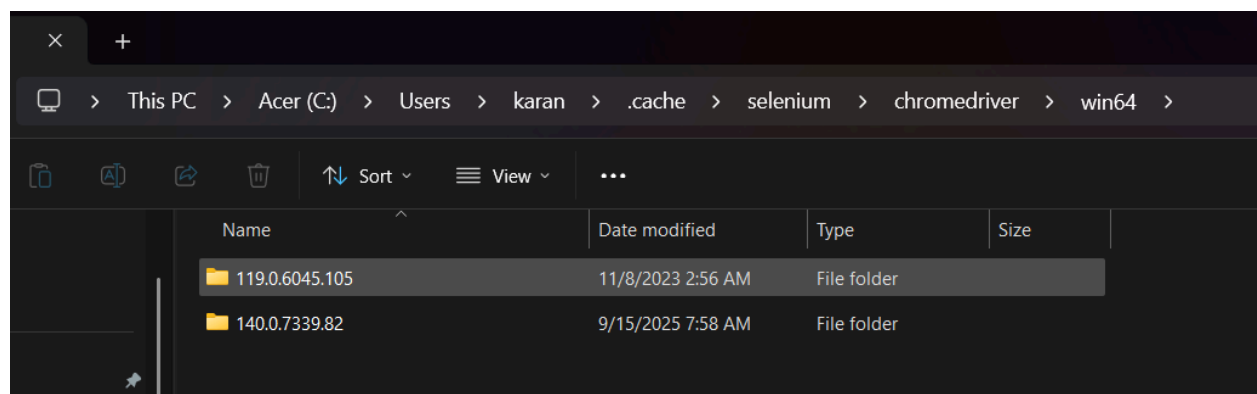 This PC > Acer (C:) > Users > karan > .cache > selenium > chromedriver > win64 >
Sort View
Name Date modified Type Size
119.0.6045.105 11/8/2023 2:56 AM File folder
140.0.7339.82 9/15/2025 7:58 AM File folder